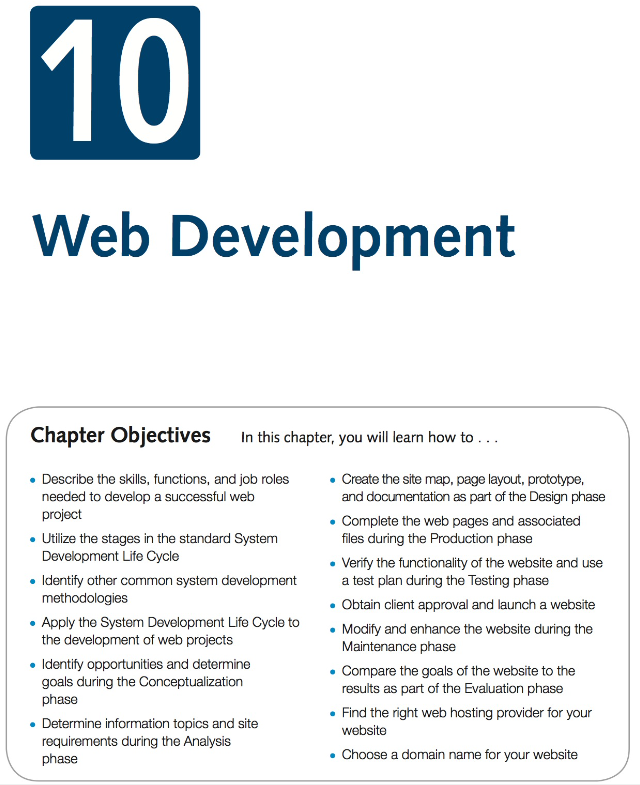 10
Web Development
Chapter Objectives In this chapter, you will learn how to . . .
• Describe the skills, functions, and job roles
needed to develop a successful web
project
• Utilize the stages in the standard System
Development Life Cycle
• Identify other common system development
methodologies
• Apply the System Development Life Cycle to
the development of web projects
• Identify opportunities and determine
goals during the Conceptualization
phase
• Determine information topics and site
requirements during the Analysis
phase
• Create the site map, page layout, prototype,
and documentation as part of the Design phase
• Complete the web pages and associated
files during the Production phase
• Verify the functionality of the website and use
a test plan during the Testing phase
• Obtain client approval and launch a website
• Modify and enhance the website during the
Maintenance phase
• Compare the goals of the website to the
results as part of the Evaluation phase
• Find the right web hosting provider for your
website
• Choose a domain name for your website